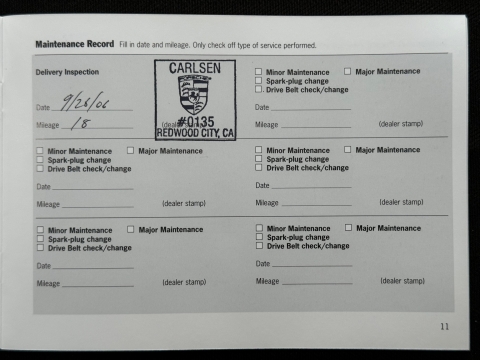 Maintenance Record Fill in date and mileage. Only check off type of service performed.
Delivery Inspection
Date 9/26/06
Mileage 18 (dealer stamp)
CARLSEN
PORSCHE
#0135
REDWOOD CITY, CA
Minor Maintenance Major Maintenance
Spark-plug change
Drive Belt check/change
Date
Mileage (dealer stamp)
Minor Maintenance Major Maintenance
Spark-plug change
Drive Belt check/change
Date
Mileage (dealer stamp)
Minor Maintenance Major Maintenance
Spark-plug change
Drive Belt check/change
Date
Mileage (dealer stamp)
Minor Maintenance Major Maintenance
Spark-plug change
Drive Belt check/change
Date
Mileage (dealer stamp)
Minor Maintenance Major Maintenance
Spark-plug change
Drive Belt check/change
Date
Mileage (dealer stamp)
11